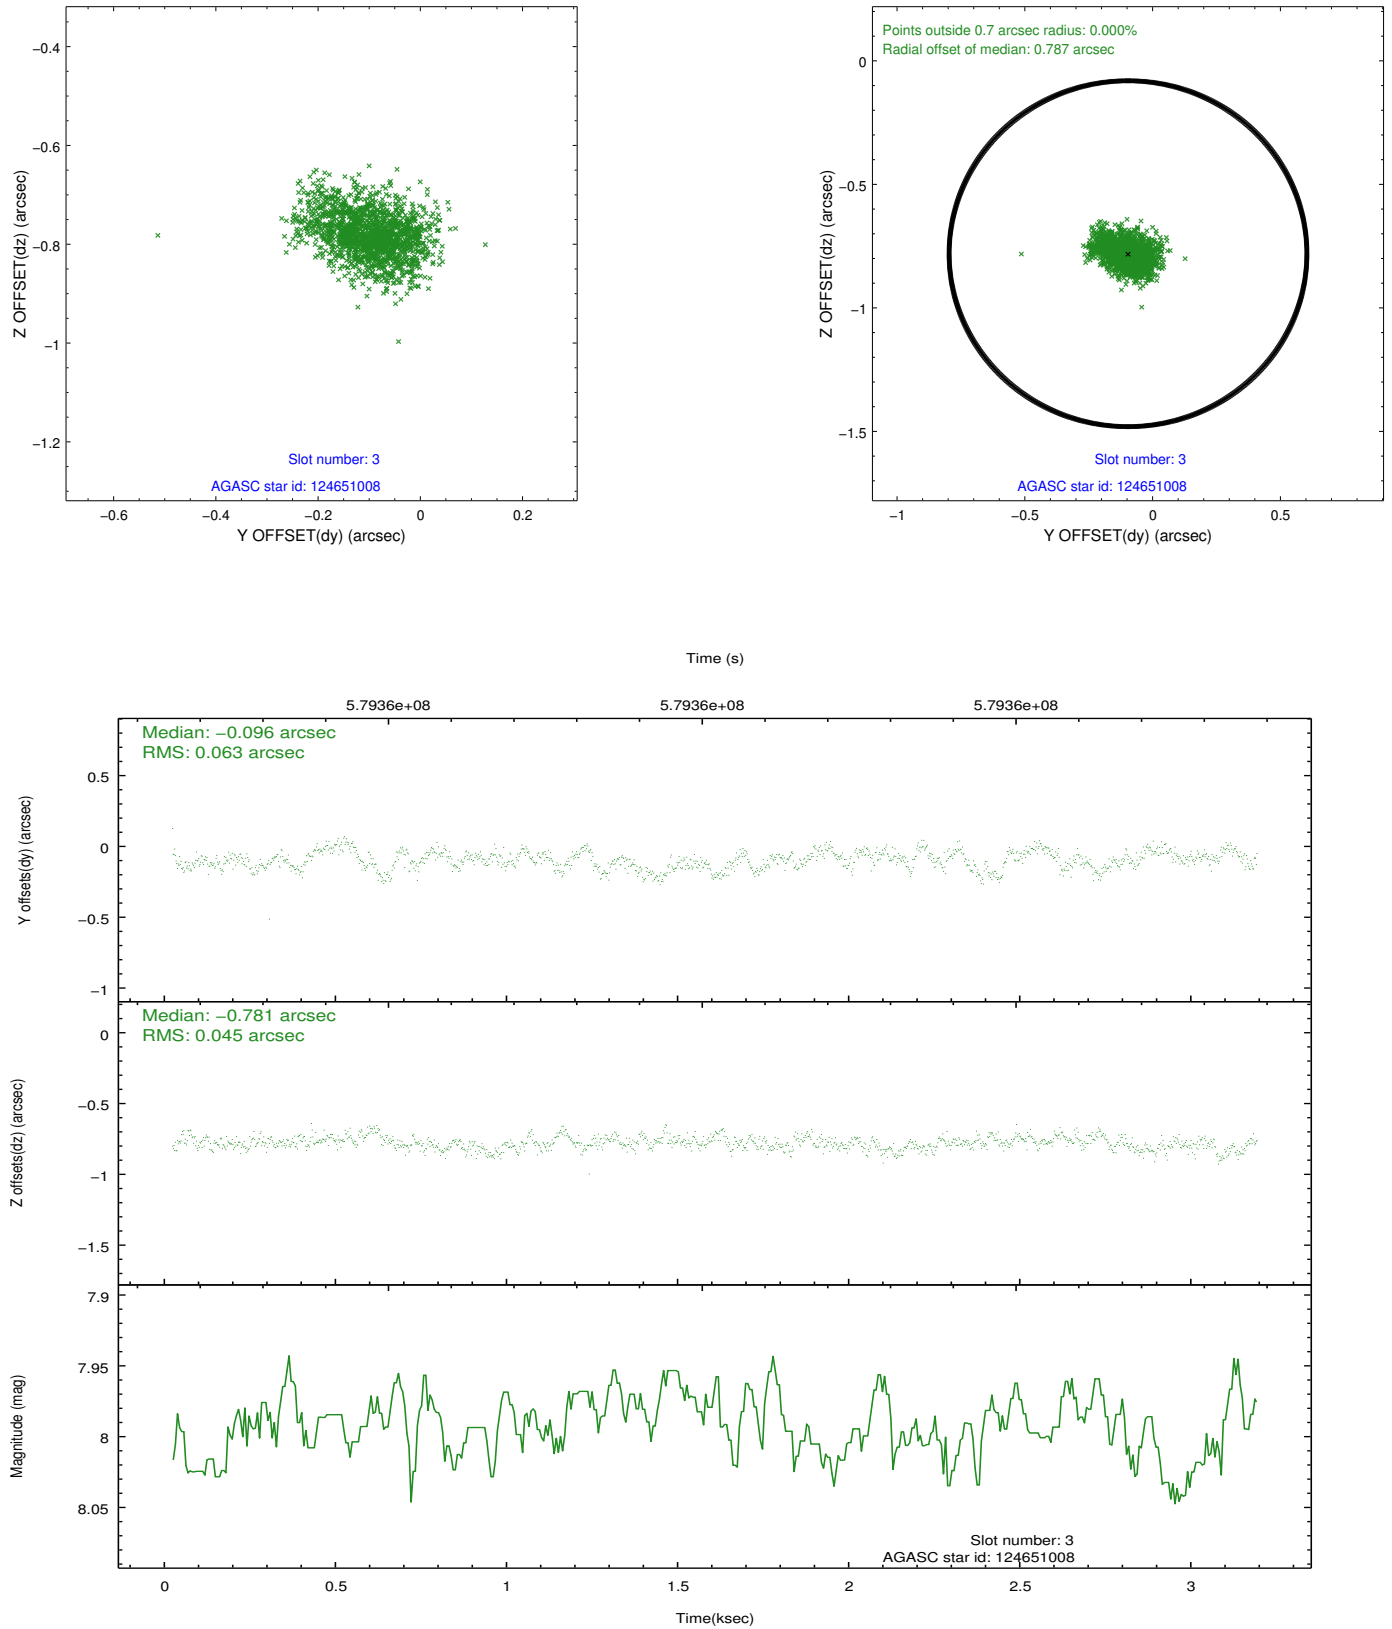 −0.4
−0.6
−0.8
−1
−1.2
Z OFFSET(dz) (arcsec)
Slot number: 3
AGASC star id: 124651008
−0.6
−0.4
−0.2
0
0.2
Y OFFSET(dy) (arcsec)
Points outside 0.7 arcsec radius: 0.000%
Radial offset of median: 0.787 arcsec
0
−0.5
−1
−1.5
Z OFFSET(dz) (arcsec)
Slot number: 3
AGASC star id: 124651008
−1
−0.5
0
0.5
Y OFFSET(dy) (arcsec)
Time (s)
5.7936e+08
5.7936e+08
5.7936e+08
Median: −0.096 arcsec
RMS: 0.063 arcsec
0.5
0
−0.5
−1
Y offsets(dy) (arcsec)
Median: −0.781 arcsec
RMS: 0.045 arcsec
0
−0.5
−1
−1.5
Z offsets(dz) (arcsec)
7.9
7.95
8
8.05
Magnitude (mag)
Slot number: 3
AGASC star id: 124651008
0
0.5
1
1.5
2
2.5
3
Time(ksec)